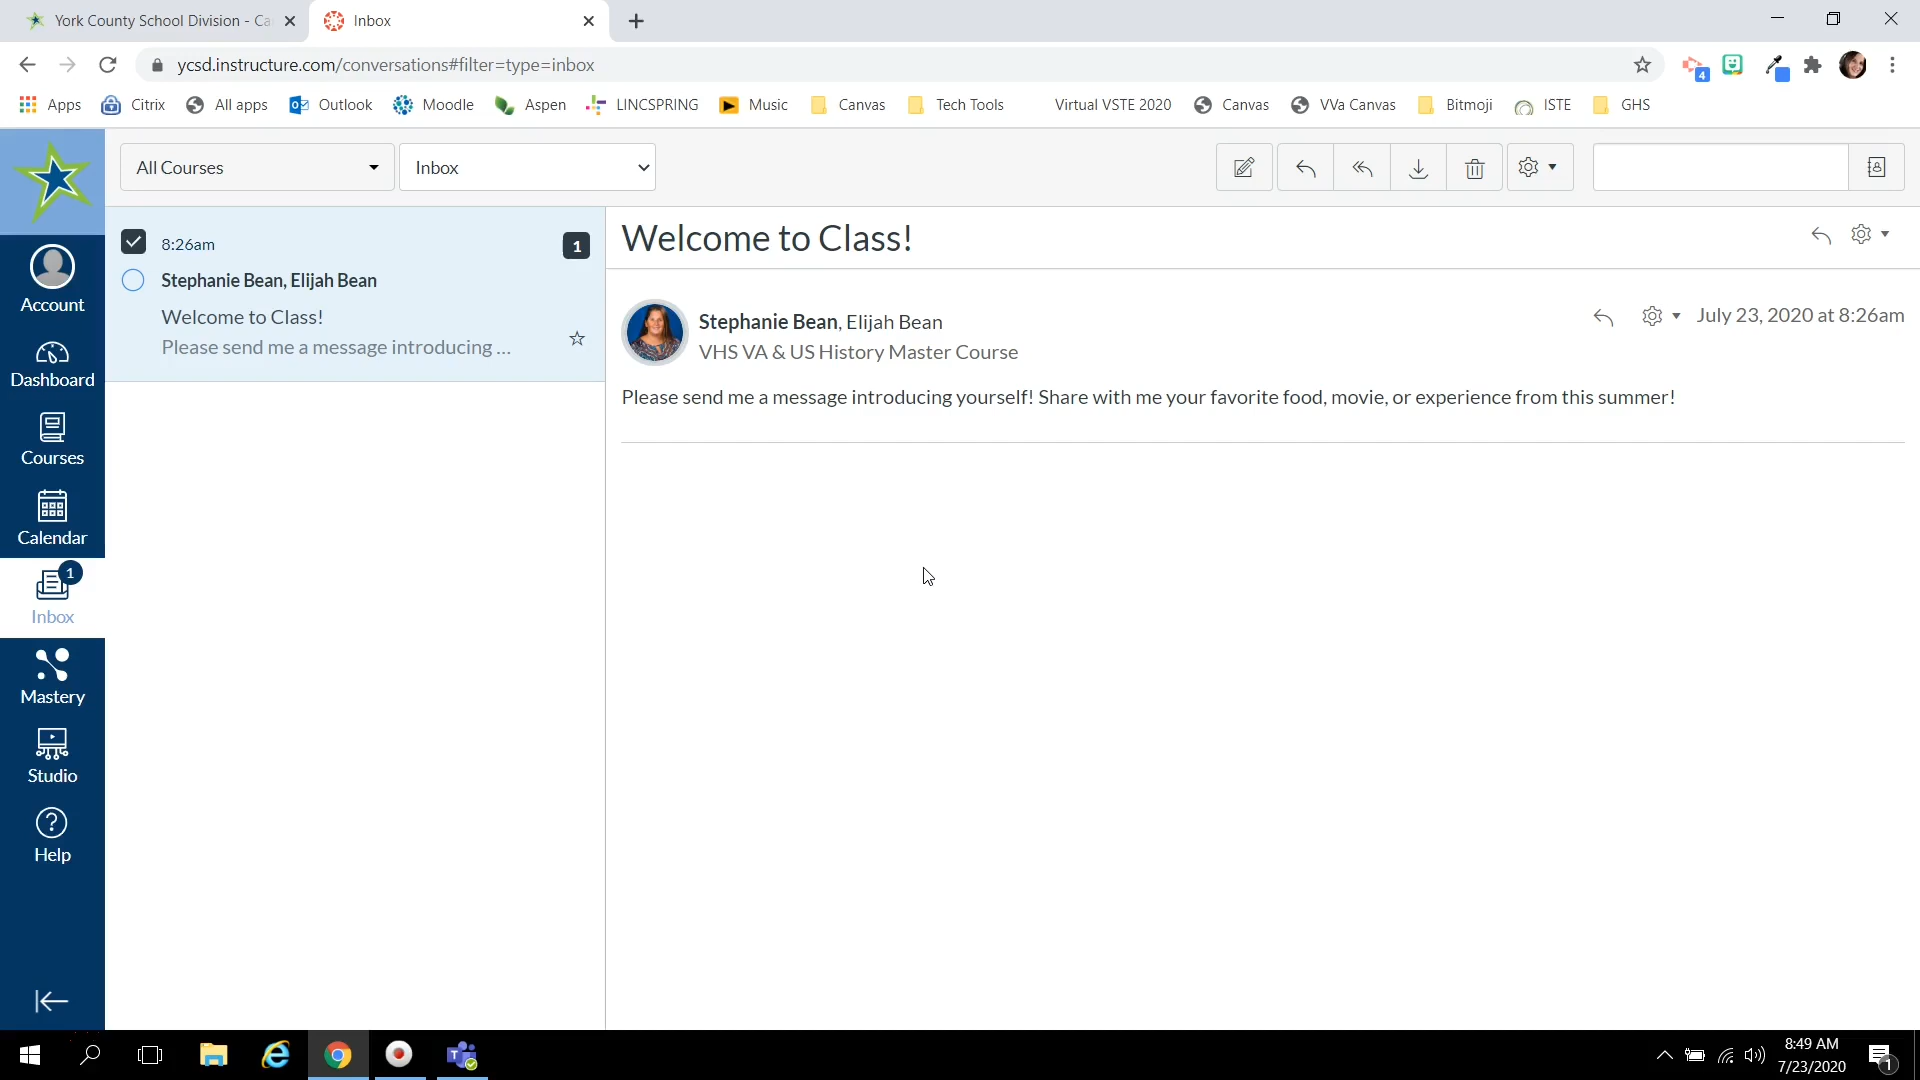 York County School Division - Ca
Inbox
ycsd.instructure.com/conversations#filter=type=inbox
4
Apps
Citrix
All apps
Outlook
Moodle
Aspen
LINCSPRING
Music
Canvas
Tech Tools
Virtual VSTE 2020
Canvas
VVa Canvas
Bitmoji
ISTE
GHS
All Courses
Inbox
8:26am
1
Stephanie Bean, Elijah Bean
Welcome to Class!
Please send me a message introducing ...
Welcome to Class!
Stephanie Bean, Elijah Bean
July 23, 2020 at 8:26am
VHS VA & US History Master Course
Please send me a message introducing yourself! Share with me your favorite food, movie, or experience from this summer!
Account
Dashboard
Courses
Calendar
1
Inbox
Mastery
Studio
Help
8:49 AM
7/23/2020
1